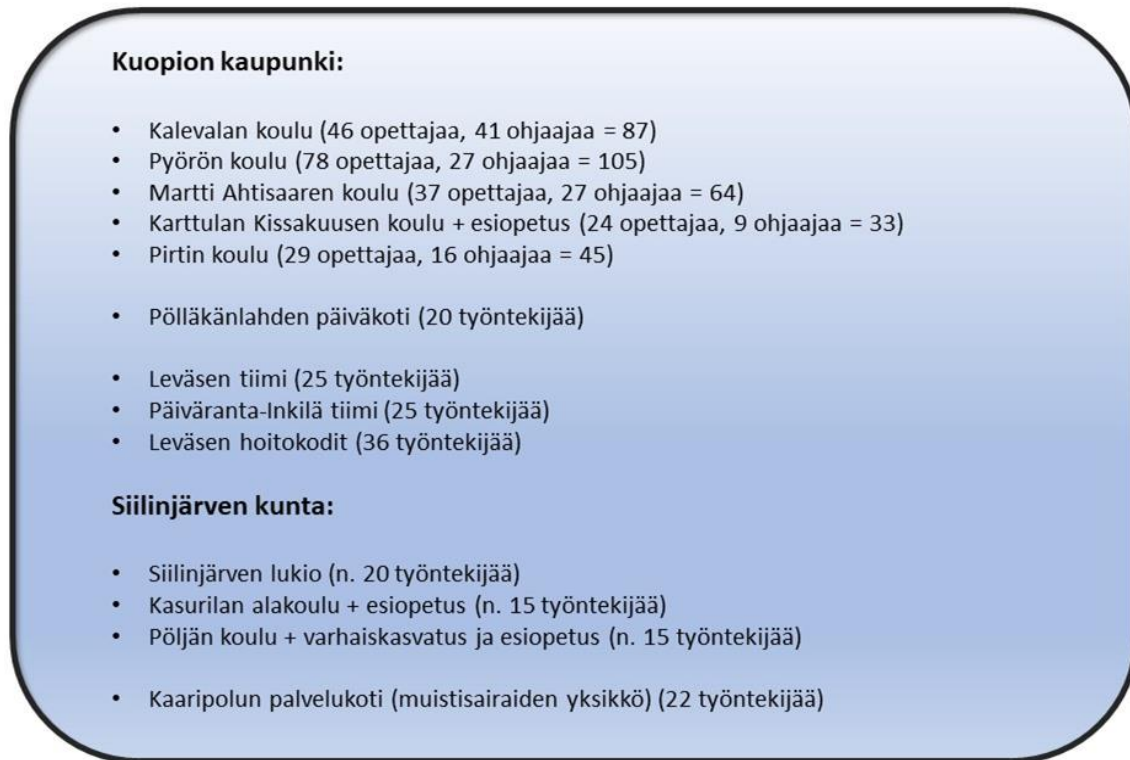 Kuopion kaupunki:
• Kalevalan koulu (46 opettajaa, 41 ohjaajaa = 87)
• Pyörön koulu (78 opettajaa, 27 ohjaajaa = 105)
• Martti Ahtisaaren koulu (37 opettajaa, 27 ohjaajaa = 64)
• Karttulan Kissakuusen koulu + esiopetus (24 opettajaa, 9 ohjaajaa = 33)
• Pirtin koulu (29 opettajaa, 16 ohjaajaa = 45)
• Pölläkänlahden päiväkoti (20 työntekijää)
• Leväsen tiimi (25 työntekijää)
• Päiväranta-Inkilä tiimi (25 työntekijää)
• Leväsen hoitokodit (36 työntekijää)
Siilinjärven kunta:
• Siilinjärven lukio (n. 20 työntekijää)
• Kasurilan alakoulu + esiopetus (n. 15 työntekijää)
• Pöljän koulu + varhaiskasvatus ja esiopetus (n. 15 työntekijää)
• Kaaripolun palvelukoti (muistisairaiden yksikkö) (22 työntekijää)